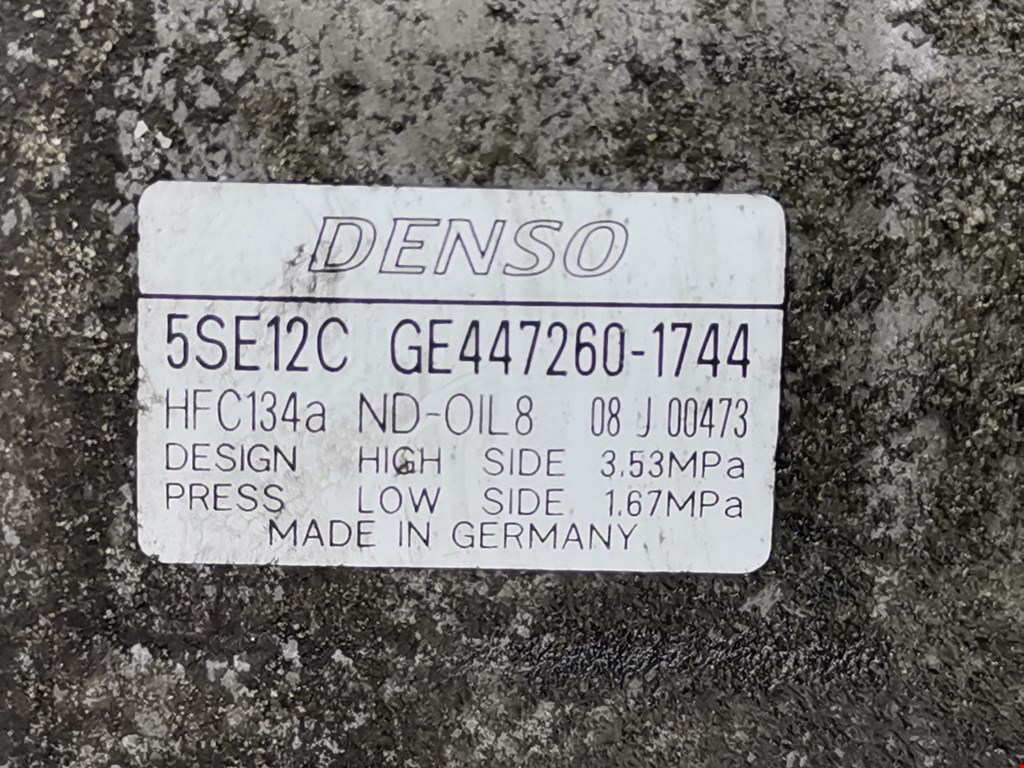 DENSO
5SE12C GE447260-1744
HFC134a ND-OIL8 08 J 00473
DESIGN HIGH SIDE 3.53MPa
PRESS LOW SIDE 1.67MPa
MADE IN GERMANY